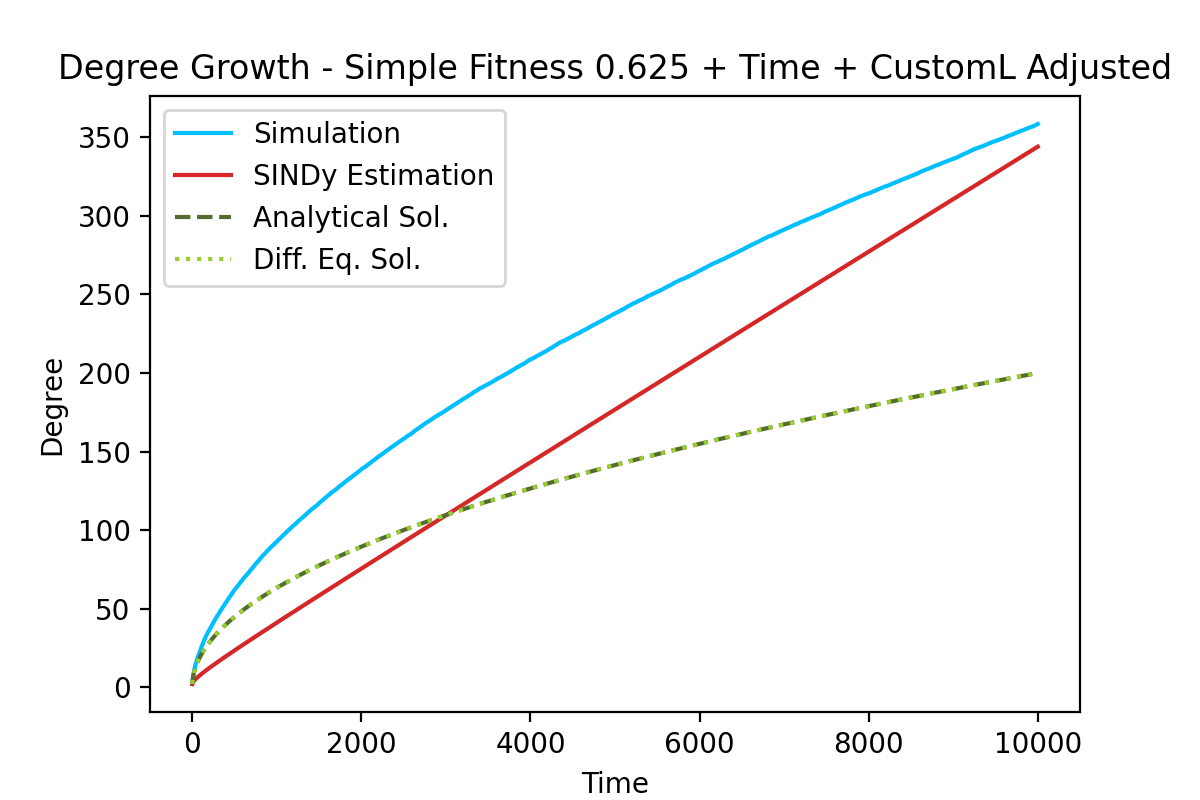 Degree Growth - Simple Fitness 0.625 + Time + CustomL Adjusted
Simulation
SINDy Estimation
Analytical Sol.
Diff. Eq. Sol.
350
300
250
200
150
100
50
0
Degree
0 2000 4000 6000 8000 10000
Time